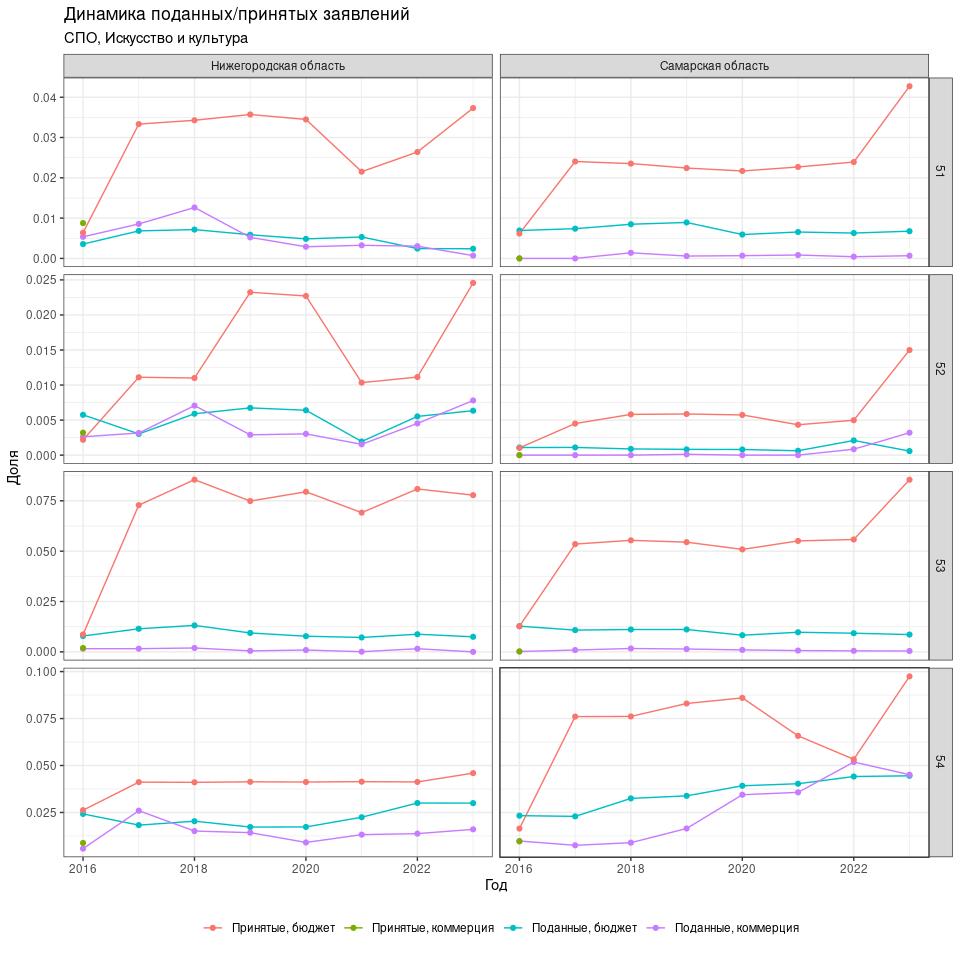 Динамика поданных/принятых заявлений
СПО, Искусство и культура
Нижегородская область
Самарская область
0.04
0.03
0.02
0.01
0.00
51
0.025
0.020
0.015
0.010
0.005
0.000
52
0.075
0.050
0.025
0.000
53
0.100
0.075
0.050
0.025
54
Доля
2016 2018 2020 2022 2016 2018 2020 2022
Год
Принятые, бюджет Принятые, коммерция Поданные, бюджет Поданные, коммерция